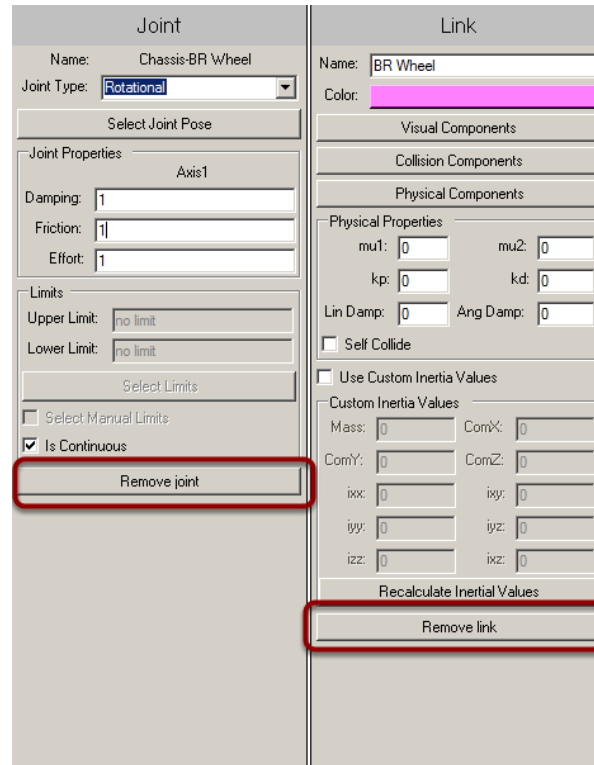 Joint
Name: Chassis-BR Wheel
Joint Type: Rotational
Select Joint Pose
Joint Properties
Axis1
Damping: 1
Friction: 1
Effort: 1
Limits
Upper Limit: no limit
Lower Limit: no limit
Select Limits
Select Manual Limits
Is Continuous
Remove joint
Link
Name: BR Wheel
Color:
Visual Components
Collision Components
Physical Components
Physical Properties
mu1: 0 mu2: 0
kp: 0 kd: 0
Lin Damp: 0 Ang Damp: 0
Self Collide
Use Custom Inertia Values
Custom Inertia Values
Mass: 0 ComX: 0
ComY: 0 ComZ: 0
ixx: 0 ixy: 0
iyy: 0 iyz: 0
izz: 0 ixz: 0
Recalculate Inertial Values
Remove link